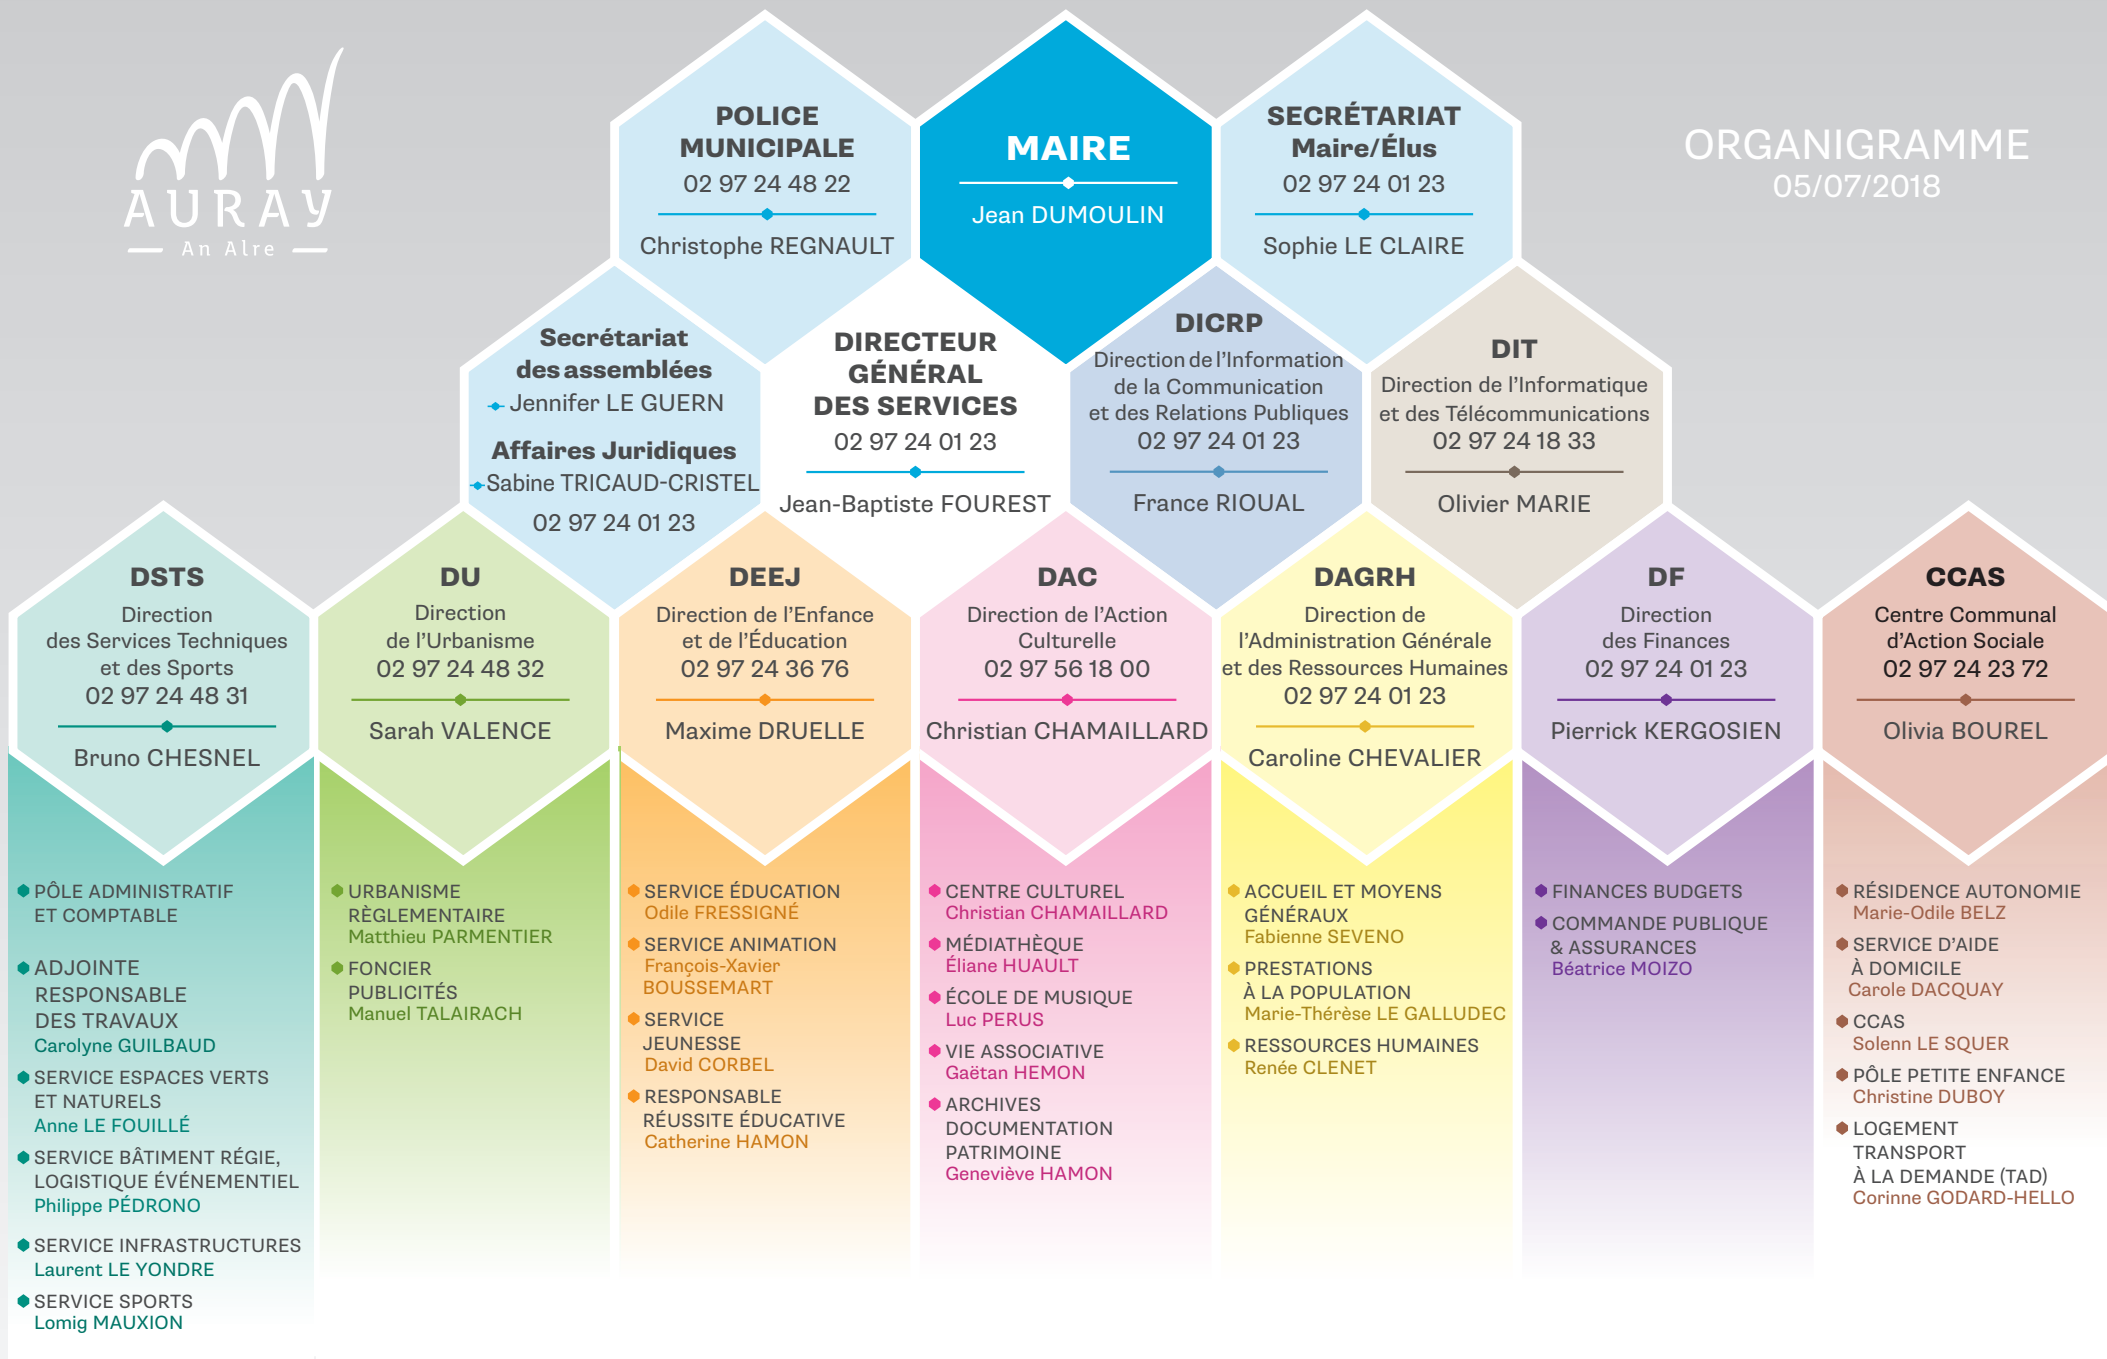 AURAY
An Alre
ORGANIGRAMME
05/07/2018
POLICE
MUNICIPALE
02 97 24 48 22
Christophe REGNAULT
MAIRE
Jean DUMOULIN
SECRÉTARIAT
Maire/Élus
02 97 24 01 23
Sophie LE CLAIRE
Secrétariat
des assemblées
Jennifer LE GUERN
Affaires Juridiques
Sabine TRICAUD-CRISTEL
02 97 24 01 23
DIRECTEUR
GÉNÉRAL
DES SERVICES
02 97 24 01 23
Jean-Baptiste FOUREST
DICRP
Direction de l'Information
de la Communication
et des Relations Publiques
02 97 24 01 23
France RIOUAL
DIT
Direction de l'Informatique
et des Télécommunications
02 97 24 18 33
Olivier MARIE
DSTS
Direction
des Services Techniques
et des Sports
02 97 24 48 31
Bruno CHESNEL
PÔLE ADMINISTRATIF
ET COMPTABLE
ADJOINTE
RESPONSABLE
DES TRAVAUX
Carolyne GUILBAUD
SERVICE ESPACES VERTS
ET NATURELS
Anne LE FOUILLÉ
SERVICE BÂTIMENT RÉGIE,
LOGISTIQUE ÉVÉNEMENTIEL
Philippe PÉDRONO
SERVICE INFRASTRUCTURES
Laurent LE YONDRE
SERVICE SPORTS
Lomig MAUXION
DU
Direction
de l'Urbanisme
02 97 24 48 32
Sarah VALENCE
URBANISME
RÈGLEMENTAIRE
Matthieu PARMENTIER
FONCIER
PUBLICITÉS
Manuel TALAIRACH
DEEJ
Direction de l'Enfance
et de l'Éducation
02 97 24 36 76
Maxime DRUELLE
SERVICE ÉDUCATION
Odile FRESSIGNÉ
SERVICE ANIMATION
François-Xavier
BOUSSEMART
SERVICE
JEUNESSE
David CORBEL
RESPONSABLE
RÉUSSITE ÉDUCATIVE
Catherine HAMON
DAC
Direction de l'Action
Culturelle
02 97 56 18 00
Christian CHAMAILLARD
CENTRE CULTUREL
Christian CHAMAILLARD
MÉDIATHÈQUE
Éliane HUAULT
ÉCOLE DE MUSIQUE
Luc PERUS
VIE ASSOCIATIVE
Gaëtan HEMON
ARCHIVES
DOCUMENTATION
PATRIMOINE
Geneviève HAMON
DAGRH
Direction de
l'Administration Générale
et des Ressources Humaines
02 97 24 01 23
Caroline CHEVALIER
ACCUEIL ET MOYENS
GÉNÉRAUX
Fabienne SEVENO
PRESTATIONS
À LA POPULATION
Marie-Thérèse LE GALLUDEC
RESSOURCES HUMAINES
Renée CLENET
DF
Direction
des Finances
02 97 24 01 23
Pierrick KERGOSIEN
FINANCES BUDGETS
COMMANDE PUBLIQUE
& ASSURANCES
Béatrice MOIZO
CCAS
Centre Communal
d'Action Sociale
02 97 24 23 72
Olivia BOUREL
RÉSIDENCE AUTONOMIE
Marie-Odile BELZ
SERVICE D'AIDE
À DOMICILE
Carole DACQUAY
CCAS
Solenn LE SQUER
PÔLE PETITE ENFANCE
Christine DUBOY
LOGEMENT
TRANSPORT
À LA DEMANDE (TAD)
Corinne GODARD-HELLO